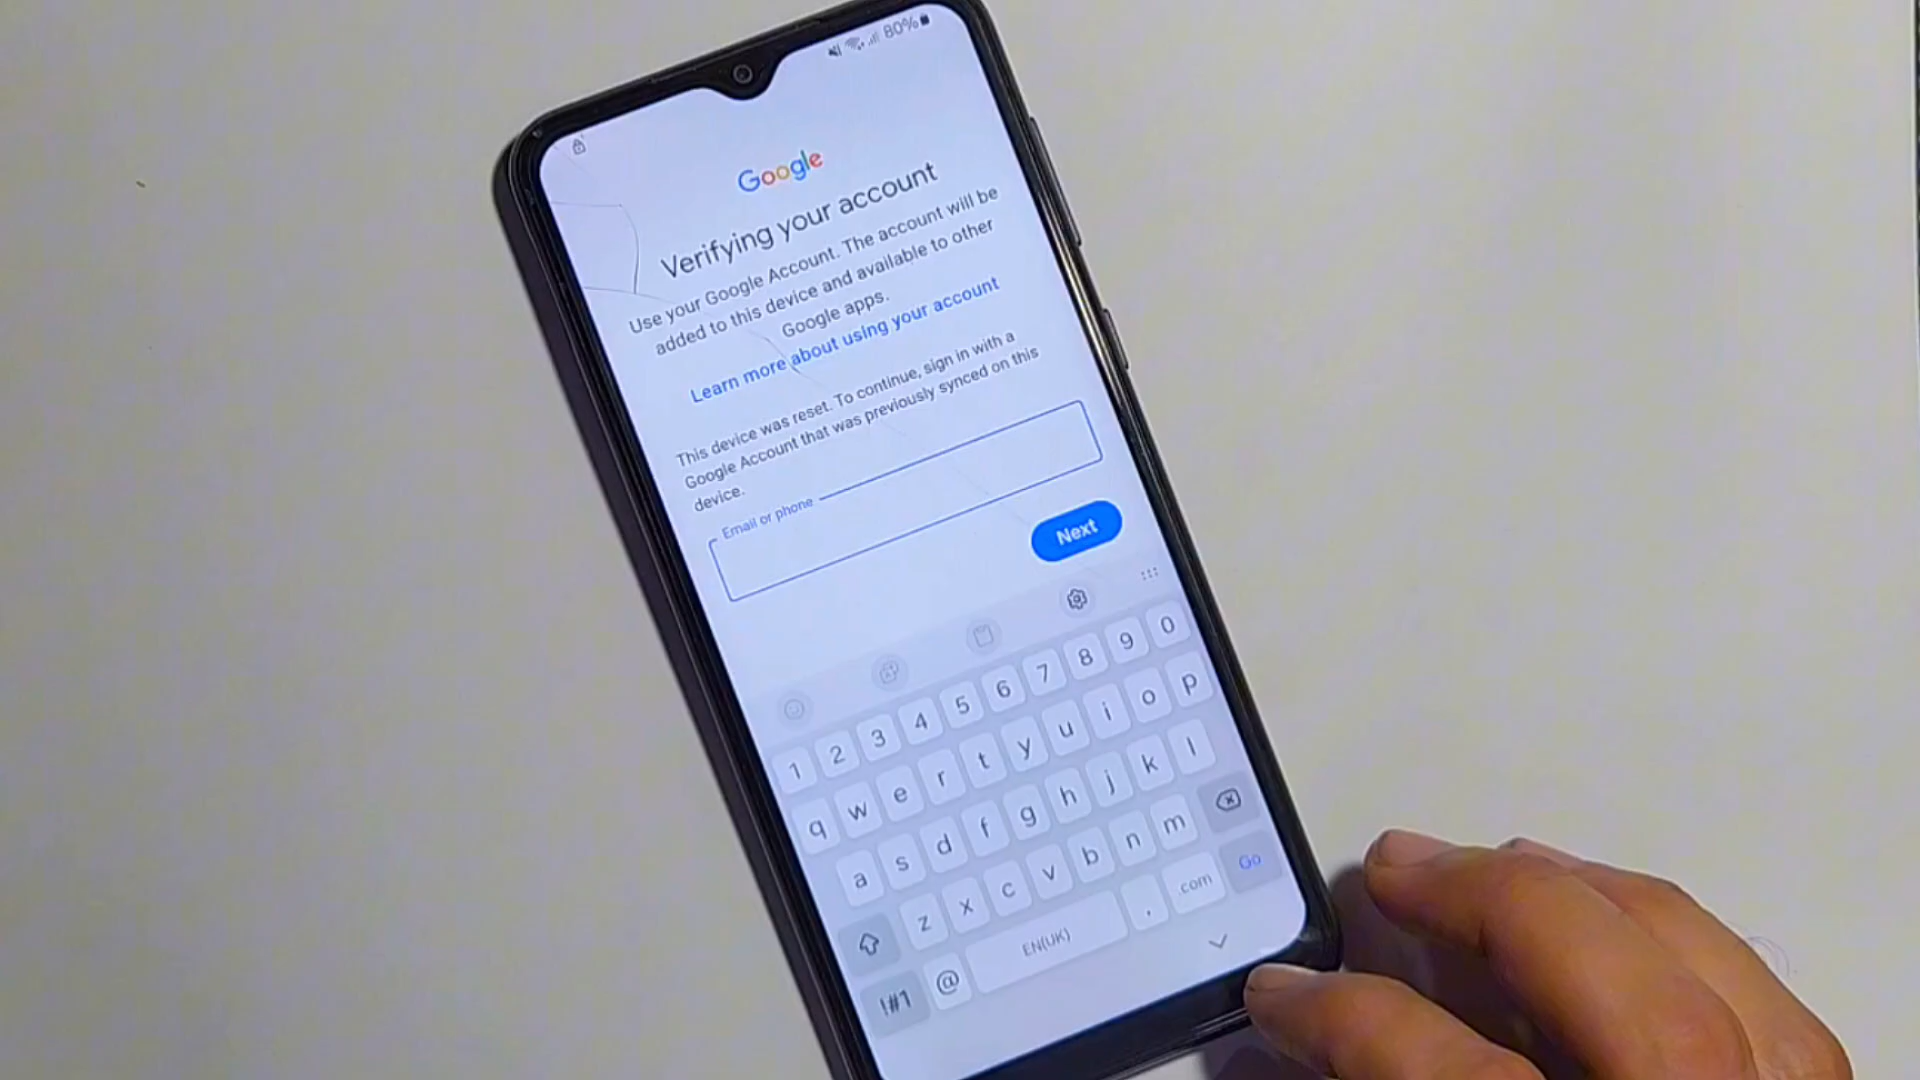 80%
Google
Verifying your account
Use your Google Account. The account will be
added to this device and available to other
Google apps.
Learn more about using your account
This device was reset. To continue, sign in with a
Google Account that was previously synced on this
device.
Email or phone
Next
1 2 3 4 5 6 7 8 9 0
q w e r t y u i o p
a s d f g h j k l
z x c v b n m
!#1 @ EN(UK) , .com Go